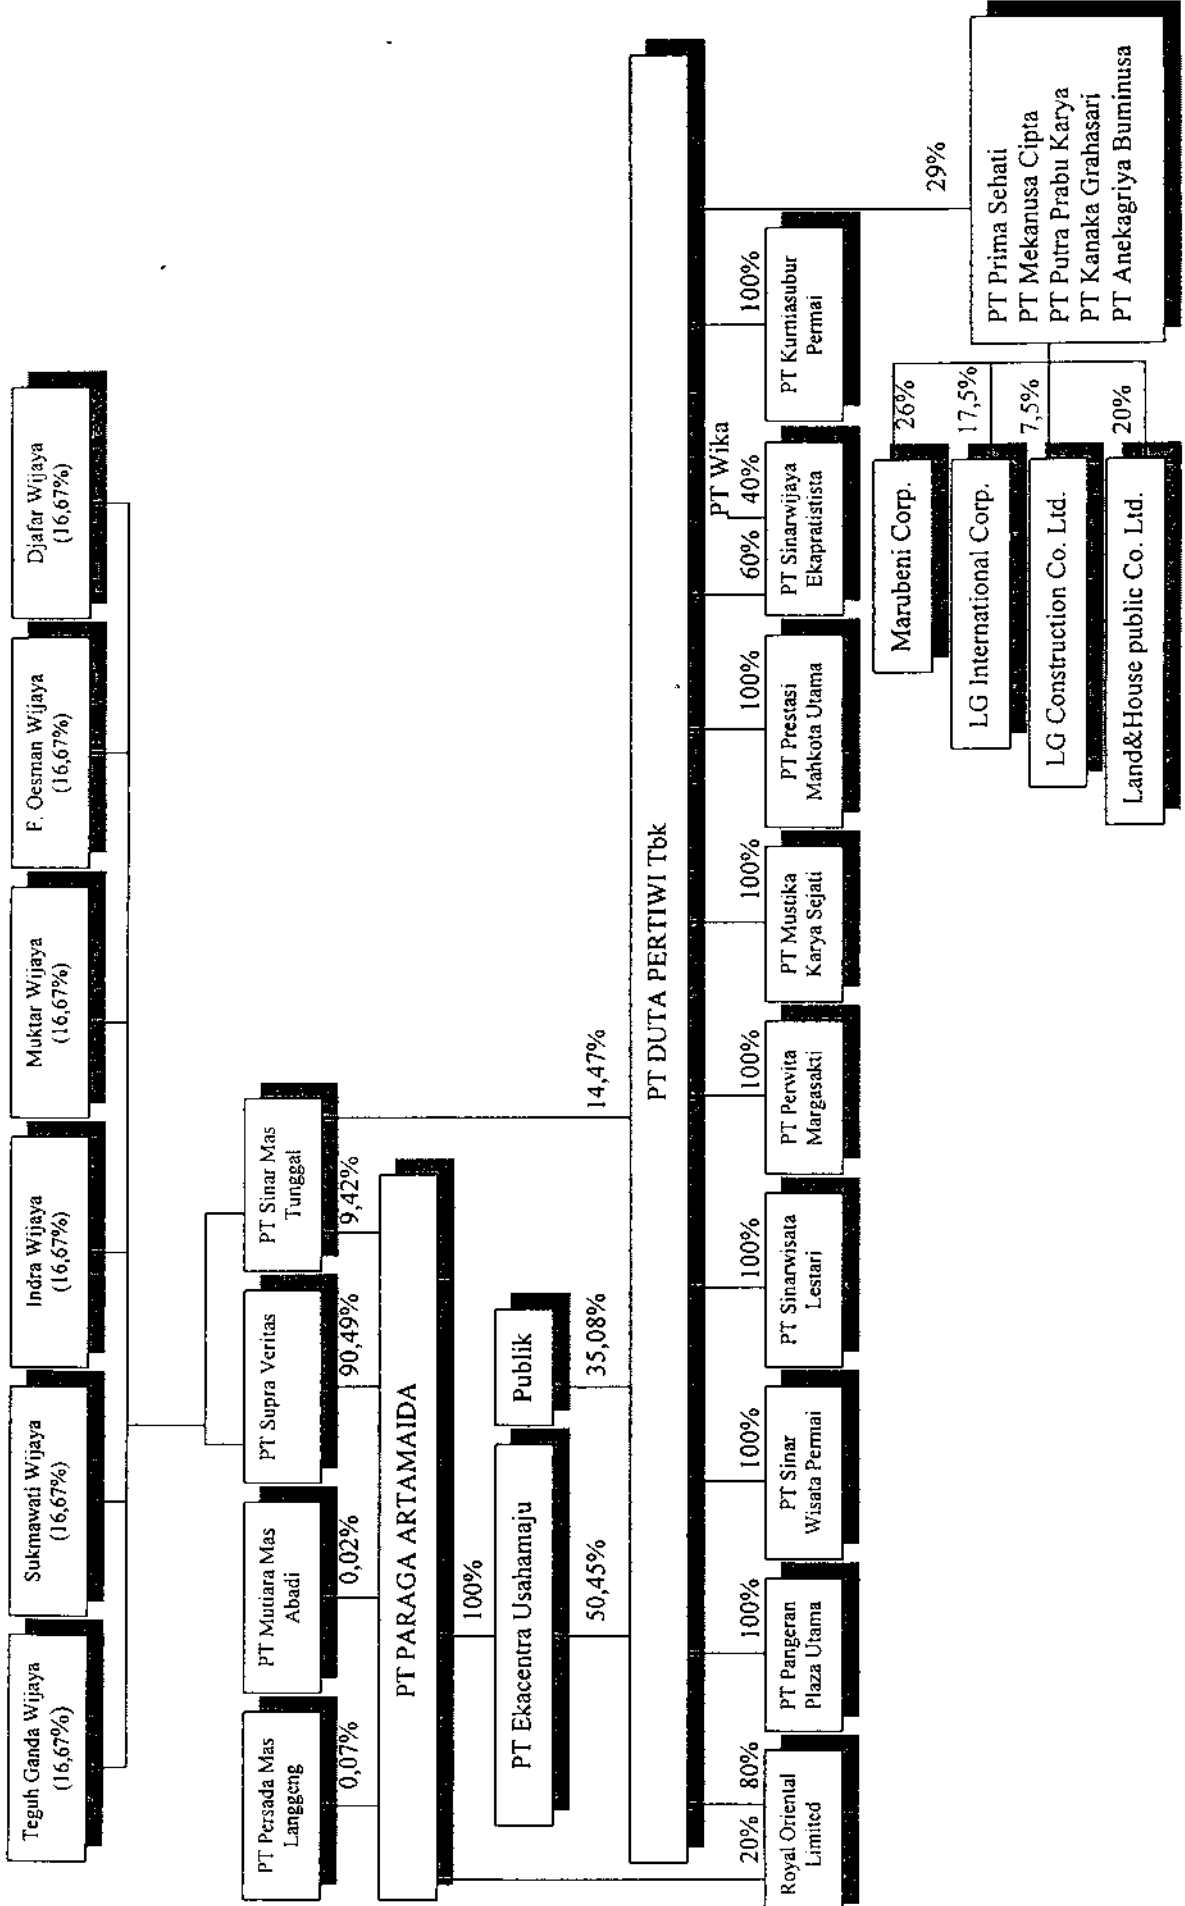 Teguh Ganda Wijaya
(16,67%)
Sukmawati Wijaya
(16,67%)
Indra Wijaya
(16,67%)
Muktar Wijaya
(16,67%)
F. Oesman Wijaya
(16,67%)
Djafar Wijaya
(16,67%)
PT Persada Mas
Langgeng
PT Mutiara Mas
Abadi
PT Supra Veritas
PT Sinar Mas
Tunggal
0,07%
0,02%
90,49%
9,42%
PT PARAGA ARTAMAIDA
100%
PT Ekacentra Usahamaju
Publik
50,45%
35,08%
14,47%
PT DUTA PERTIWI Tbk
20%
80%
100%
100%
100%
100%
100%
100%
60%
PT Wika
40%
100%
29%
Royal Oriental
Limited
PT Pangeran
Plaza Utama
PT Sinar
Wisata Permai
PT Sinarwisata
Lestari
PT Perwita
Margasakti
PT Mustika
Karya Sejati
PT Prestasi
Mahkota Utama
PT Sinarwijaya
Ekapratistista
PT Kurniasubur
Permai
Marubeni Corp.
26%
LG International Corp.
17,5%
LG Construction Co. Ltd.
7,5%
Land&House public Co. Ltd.
20%
PT Prima Sehati
PT Mekanusa Cipta
PT Putra Prabu Karya
PT Kanaka Grahasari
PT Anekagriya Buminusa